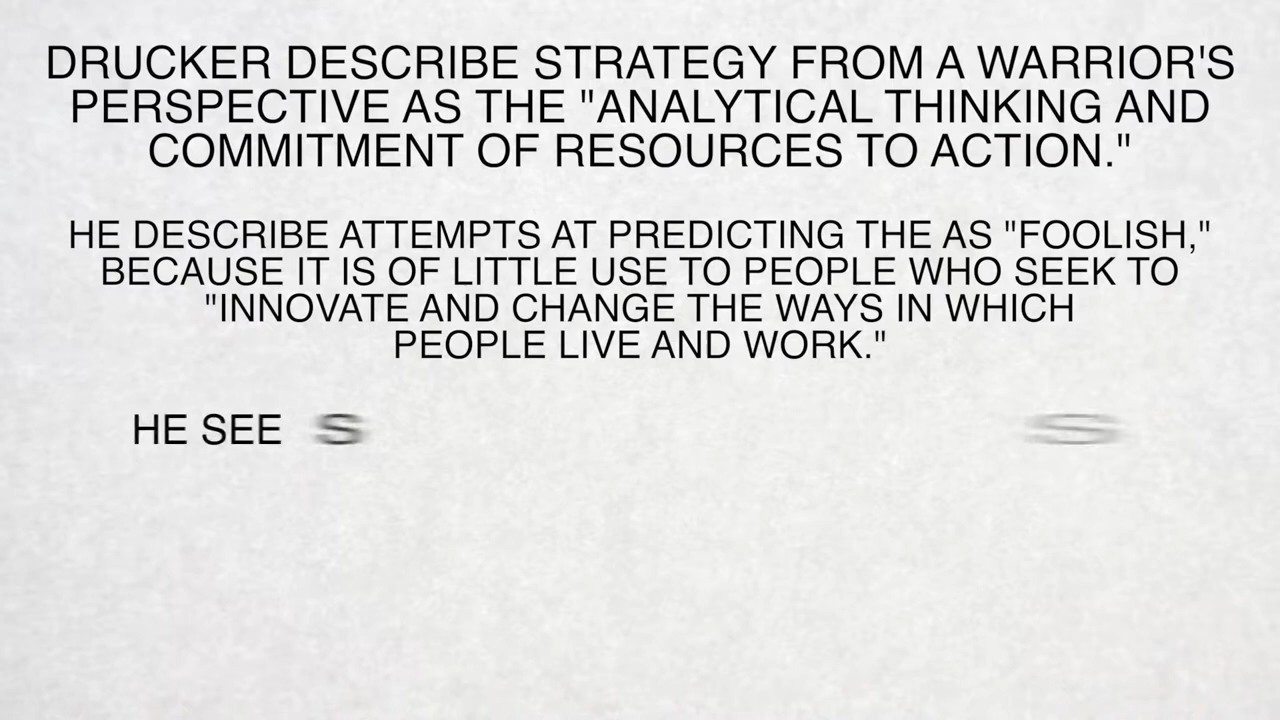 DRUCKER DESCRIBE STRATEGY FROM A WARRIOR'S
PERSPECTIVE AS THE "ANALYTICAL THINKING AND
COMMITMENT OF RESOURCES TO ACTION."
HE DESCRIBE ATTEMPTS AT PREDICTING THE AS "FOOLISH,"
BECAUSE IT IS OF LITTLE USE TO PEOPLE WHO SEEK TO
"INNOVATE AND CHANGE THE WAYS IN WHICH
PEOPLE LIVE AND WORK."
HE SEE